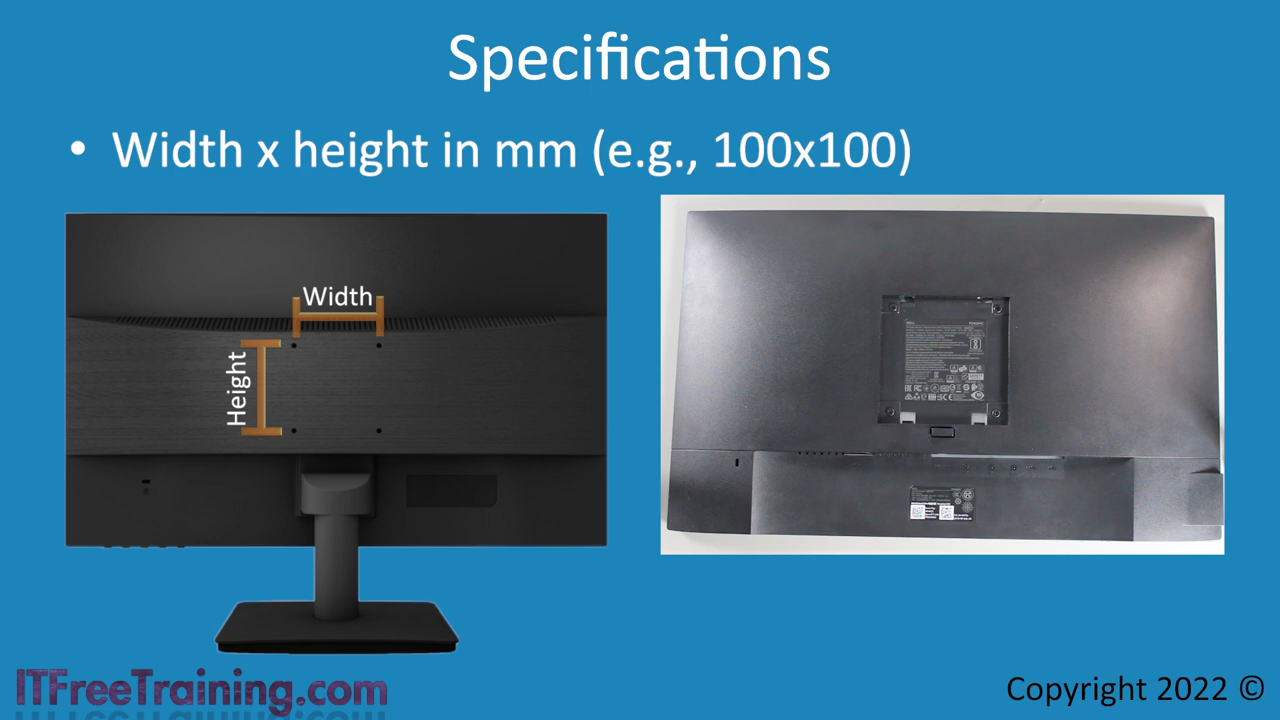 Specifications
• Width x height in mm (e.g., 100x100)
Width
Height
ITFreeTraining.com
Copyright 2022 ©